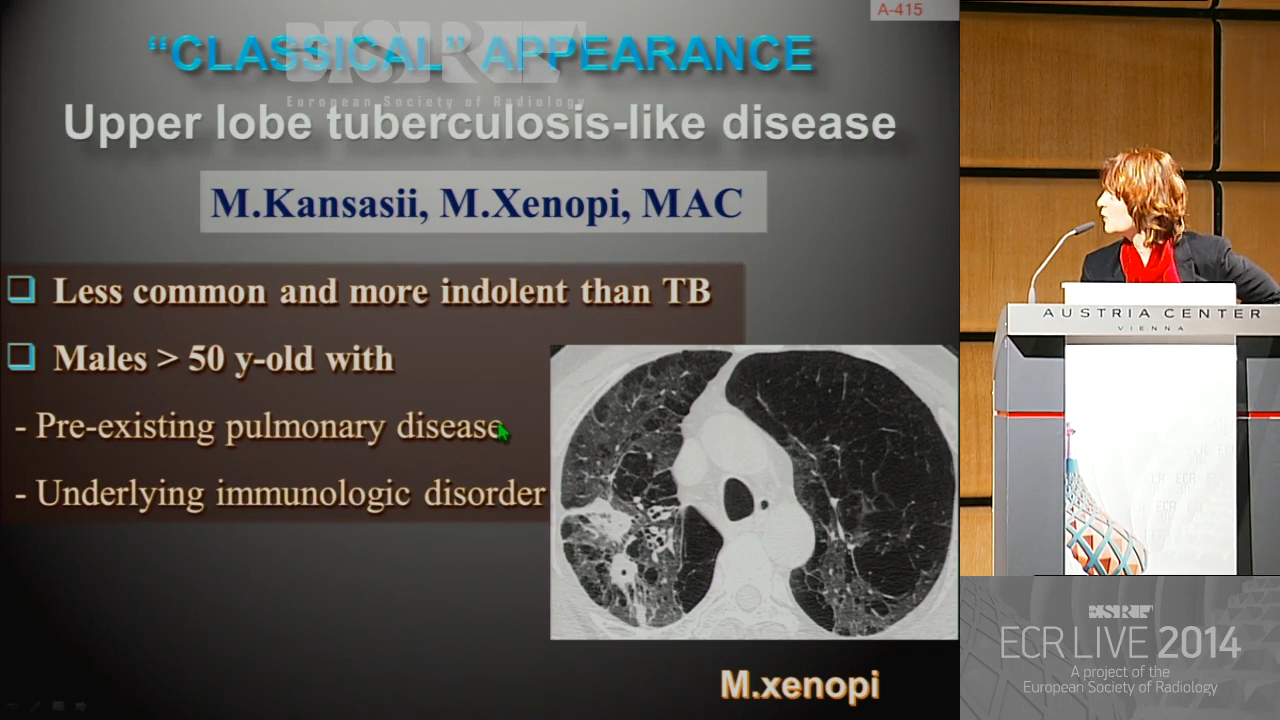 A-415
“CLASSICAL” APPEARANCE
ESR
European Society of Radiology
Upper lobe tuberculosis-like disease
M.Kansasii, M.Xenopi, MAC
Less common and more indolent than TB
Males > 50 y-old with
- Pre-existing pulmonary disease
- Underlying immunologic disorder
M.xenopi
AUSTRIA CENTER
VIENNA
ESR
ECR LIVE 2014
A project of the
European Society of Radiology